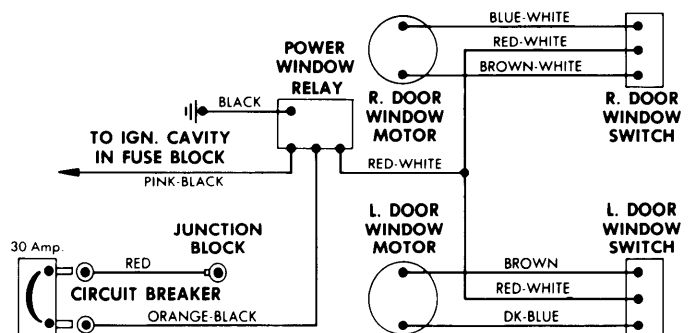 BLUE-WHITE
RED-WHITE
BROWN-WHITE
POWER
WINDOW
RELAY
BLACK
R. DOOR
WINDOW
MOTOR
R. DOOR
WINDOW
SWITCH
TO IGN. CAVITY
IN FUSE BLOCK
RED-WHITE
PINK-BLACK
L. DOOR
WINDOW
MOTOR
L. DOOR
WINDOW
SWITCH
30 Amp.
JUNCTION
BLOCK
RED
BROWN
CIRCUIT BREAKER
RED-WHITE
ORANGE-BLACK
DK-BLUE